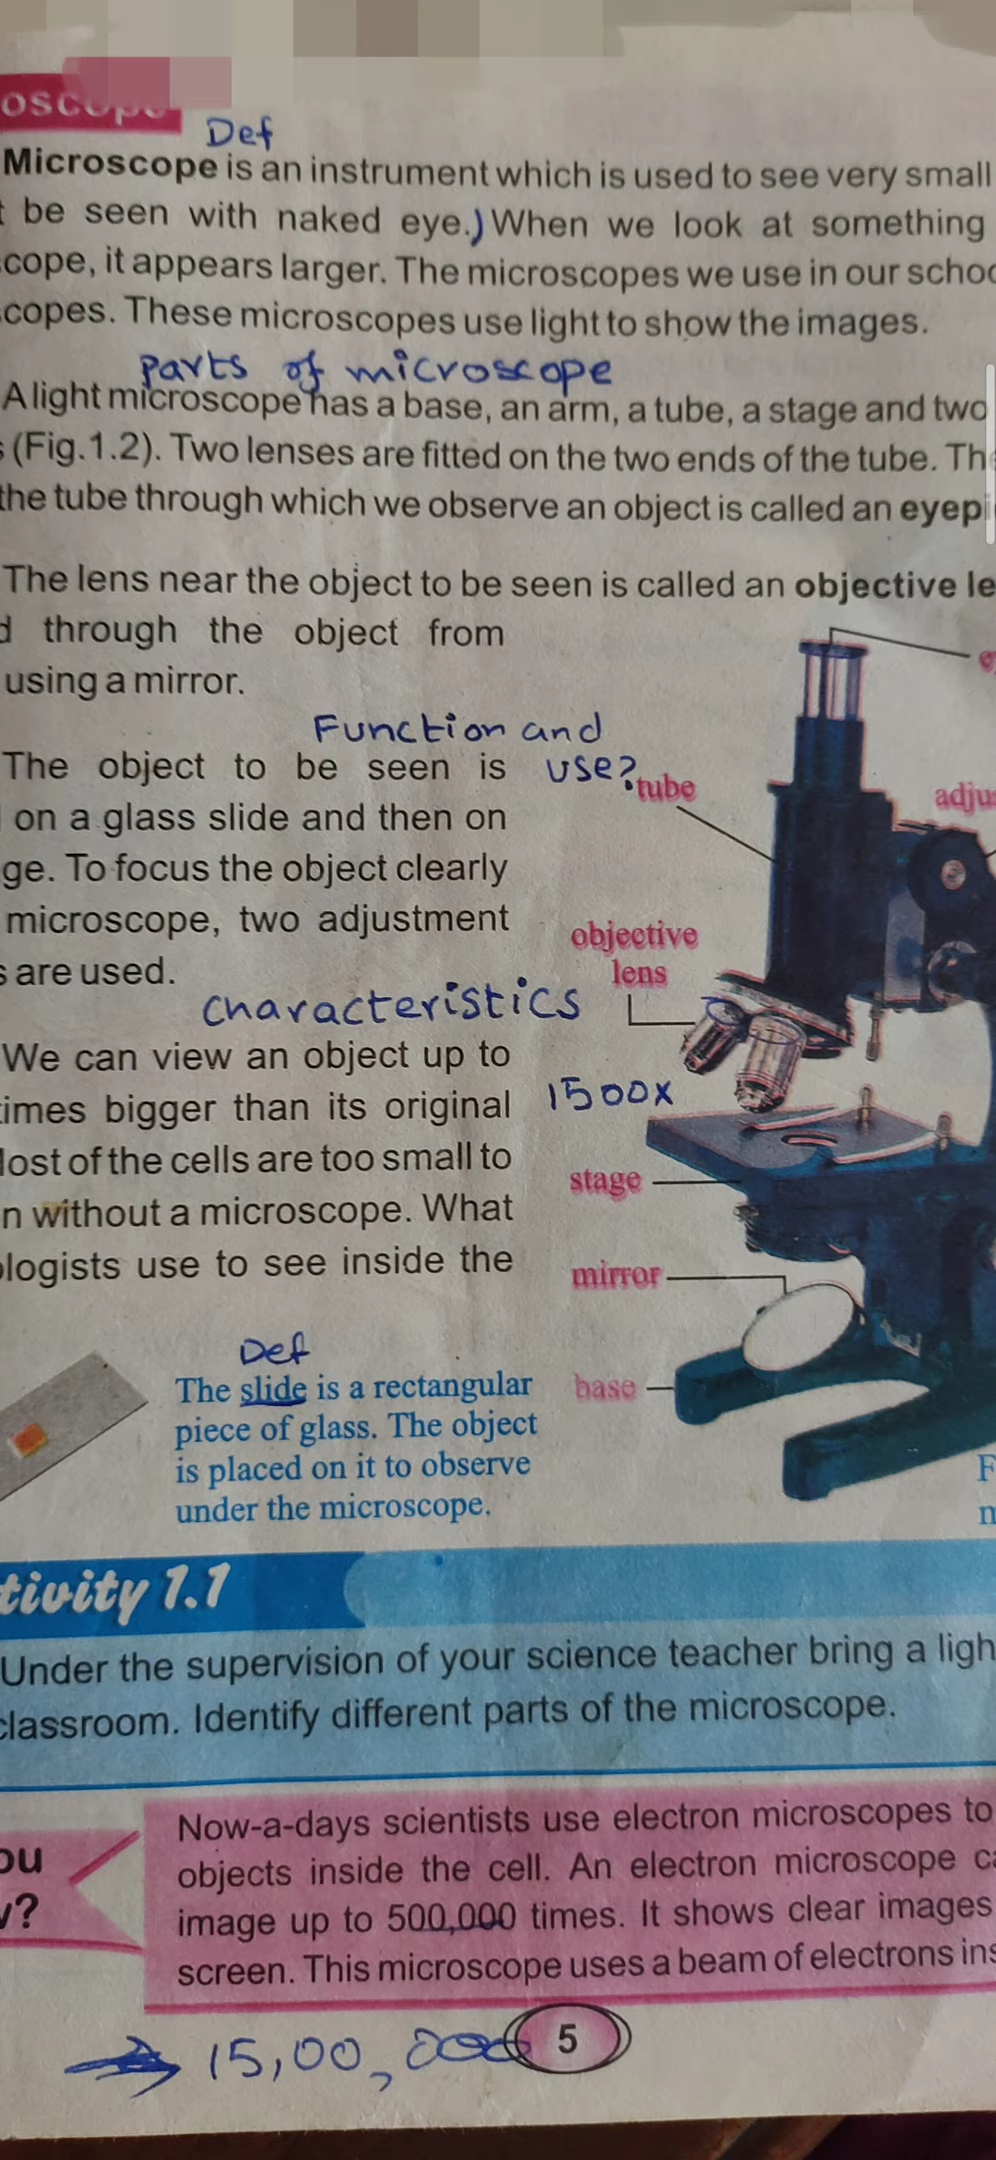 Def
Microscope is an instrument which is used to see very small
be seen with naked eye.) When we look at something
cope, it appears larger. The microscopes we use in our schoo
copes. These microscopes use light to show the images.
parts of microscope
A light microscope has a base, an arm, a tube, a stage and two
(Fig.1.2). Two lenses are fitted on the two ends of the tube. Th
the tube through which we observe an object is called an eyepi
The lens near the object to be seen is called an objective le
d through the object from
using a mirror.
Function and
use?
The object to be seen is
on a glass slide and then on
ge. To focus the object clearly
microscope, two adjustment
s are used.
characteristics
We can view an object up to
times bigger than its original
1500x
lost of the cells are too small to
n without a microscope. What
ologists use to see inside the
tube
adjus
objective
lens
stage
mirror
base
Def
The slide is a rectangular
piece of glass. The object
is placed on it to observe
under the microscope.
tivity 1.1
Under the supervision of your science teacher bring a ligh
classroom. Identify different parts of the microscope.
ou
w?
Now-a-days scientists use electron microscopes to
objects inside the cell. An electron microscope ca
image up to 500,000 times. It shows clear images
screen. This microscope uses a beam of electrons ins
15,00,000
5